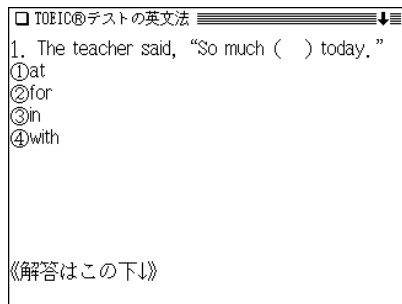 TOEIC®テストの英文法
1. The teacher said, “So much (　) today.”
①at
②for
③in
④with
《解答はこの下↓》